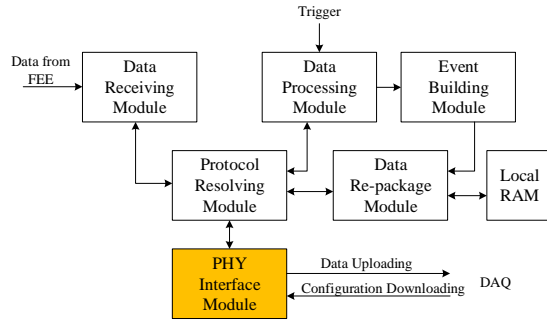 Trigger
Data from
FEE
Data
Receiving
Module
Data
Processing
Module
Event
Building
Module
Protocol
Resolving
Module
Data
Re-package
Module
Local
RAM
PHY
Interface
Module
Data Uploading
Configuration Downloading
DAQ